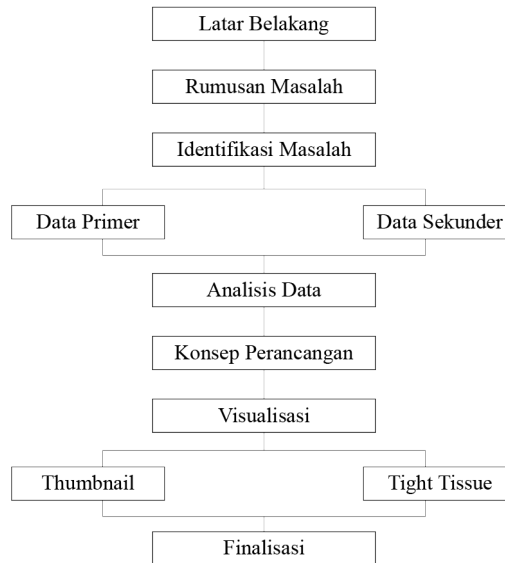 Latar Belakang
Rumusan Masalah
Identifikasi Masalah
Data Primer
Data Sekunder
Analisis Data
Konsep Perancangan
Visualisasi
Thumbnail
Tight Tissue
Finalisasi